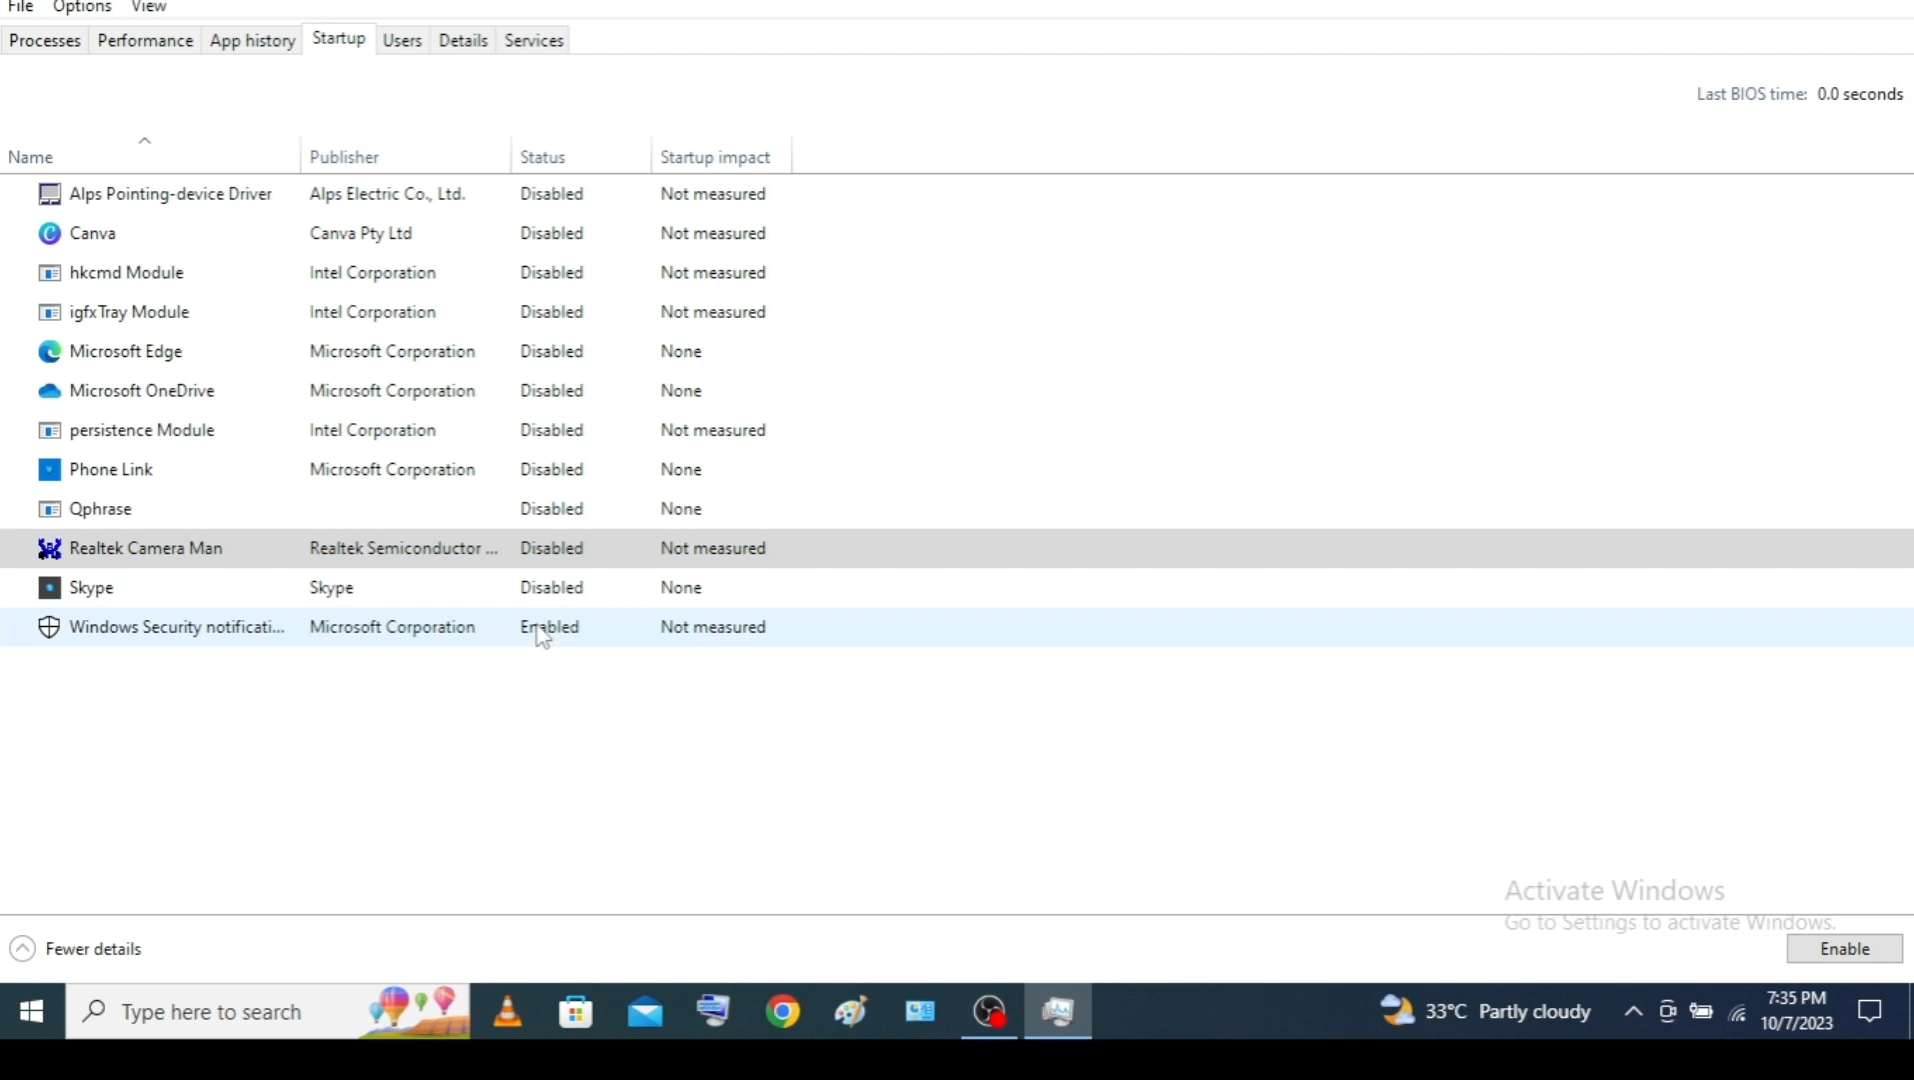 File Options View
Processes Performance App history Startup Users Details Services
Last BIOS time: 0.0 seconds
Name Publisher Status Startup impact
Alps Pointing-device Driver Alps Electric Co., Ltd. Disabled Not measured
Canva Canva Pty Ltd Disabled Not measured
hkcmd Module Intel Corporation Disabled Not measured
igfxTray Module Intel Corporation Disabled Not measured
Microsoft Edge Microsoft Corporation Disabled None
Microsoft OneDrive Microsoft Corporation Disabled None
persistence Module Intel Corporation Disabled Not measured
Phone Link Microsoft Corporation Disabled None
Qphrase Disabled None
Realtek Camera Man Realtek Semiconductor ... Disabled Not measured
Skype Skype Disabled None
Windows Security notificati... Microsoft Corporation Enabled Not measured
Activate Windows
Go to Settings to activate Windows.
Fewer details Enable
Type here to search 33°C Partly cloudy 7:35 PM
10/7/2023